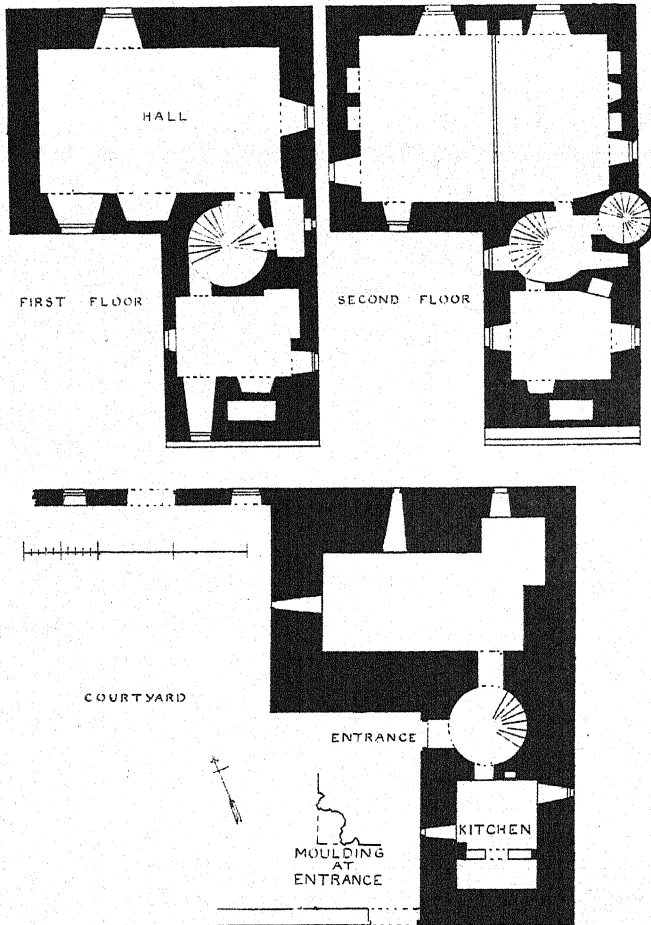 HALL
FIRST FLOOR
SECOND FLOOR
COURTYARD
ENTRANCE
KITCHEN
MOULDING
AT
ENTRANCE